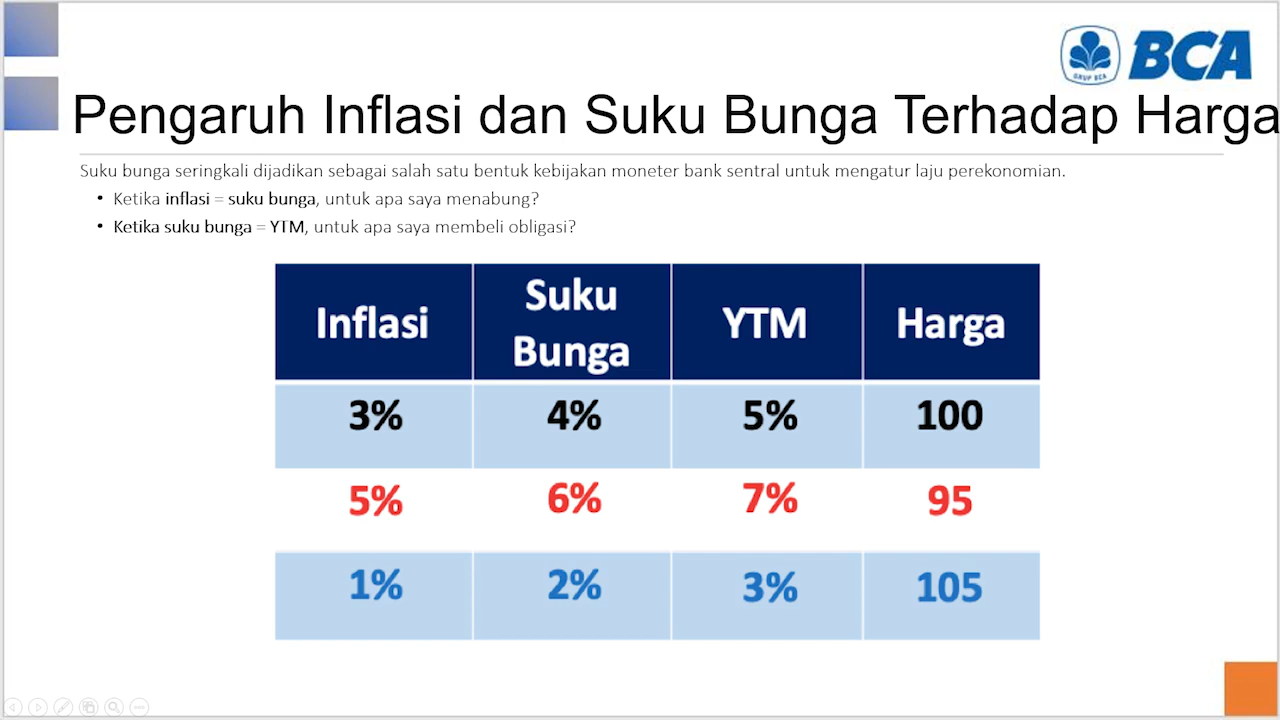 GRUP BCA
BCA
Pengaruh Inflasi dan Suku Bunga Terhadap Harga
Suku bunga seringkali dijadikan sebagai salah satu bentuk kebijakan moneter bank sentral untuk mengatur laju perekonomian.
• Ketika inflasi = suku bunga, untuk apa saya menabung?
• Ketika suku bunga = YTM, untuk apa saya membeli obligasi?
Inflasi Suku Bunga YTM Harga
3% 4% 5% 100
5% 6% 7% 95
1% 2% 3% 105